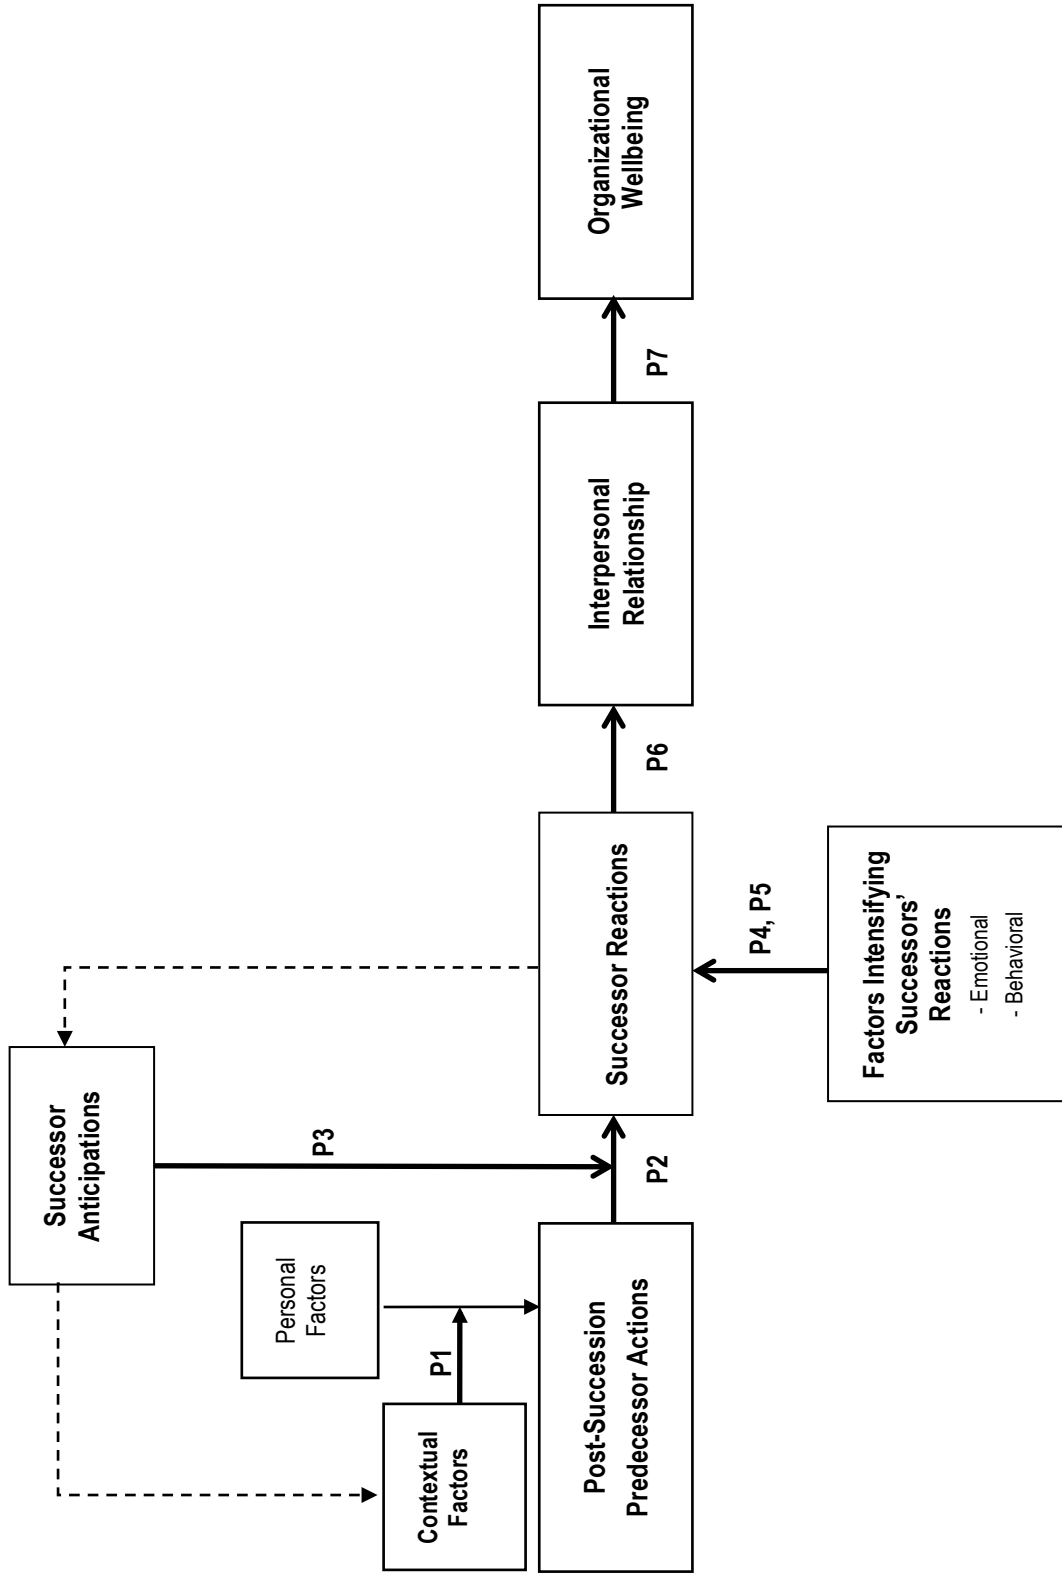 Successor
Anticipations
Personal
Factors
Contextual
Factors
P1
P3
Post-Succession
Predecessor Actions
P2
Successor Reactions
P6
Interpersonal
Relationship
P7
Organizational
Wellbeing
P4, P5
Factors Intensifying
Successors’
Reactions
- Emotional
- Behavioral